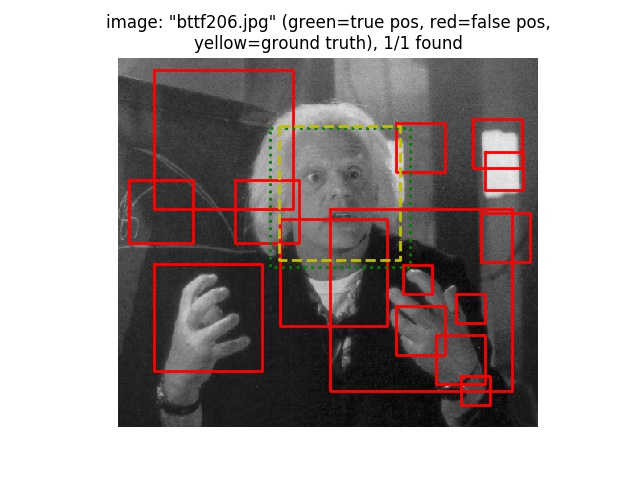 image: "bttf206.jpg" (green=true pos, red=false pos,
yellow=ground truth), 1/1 found